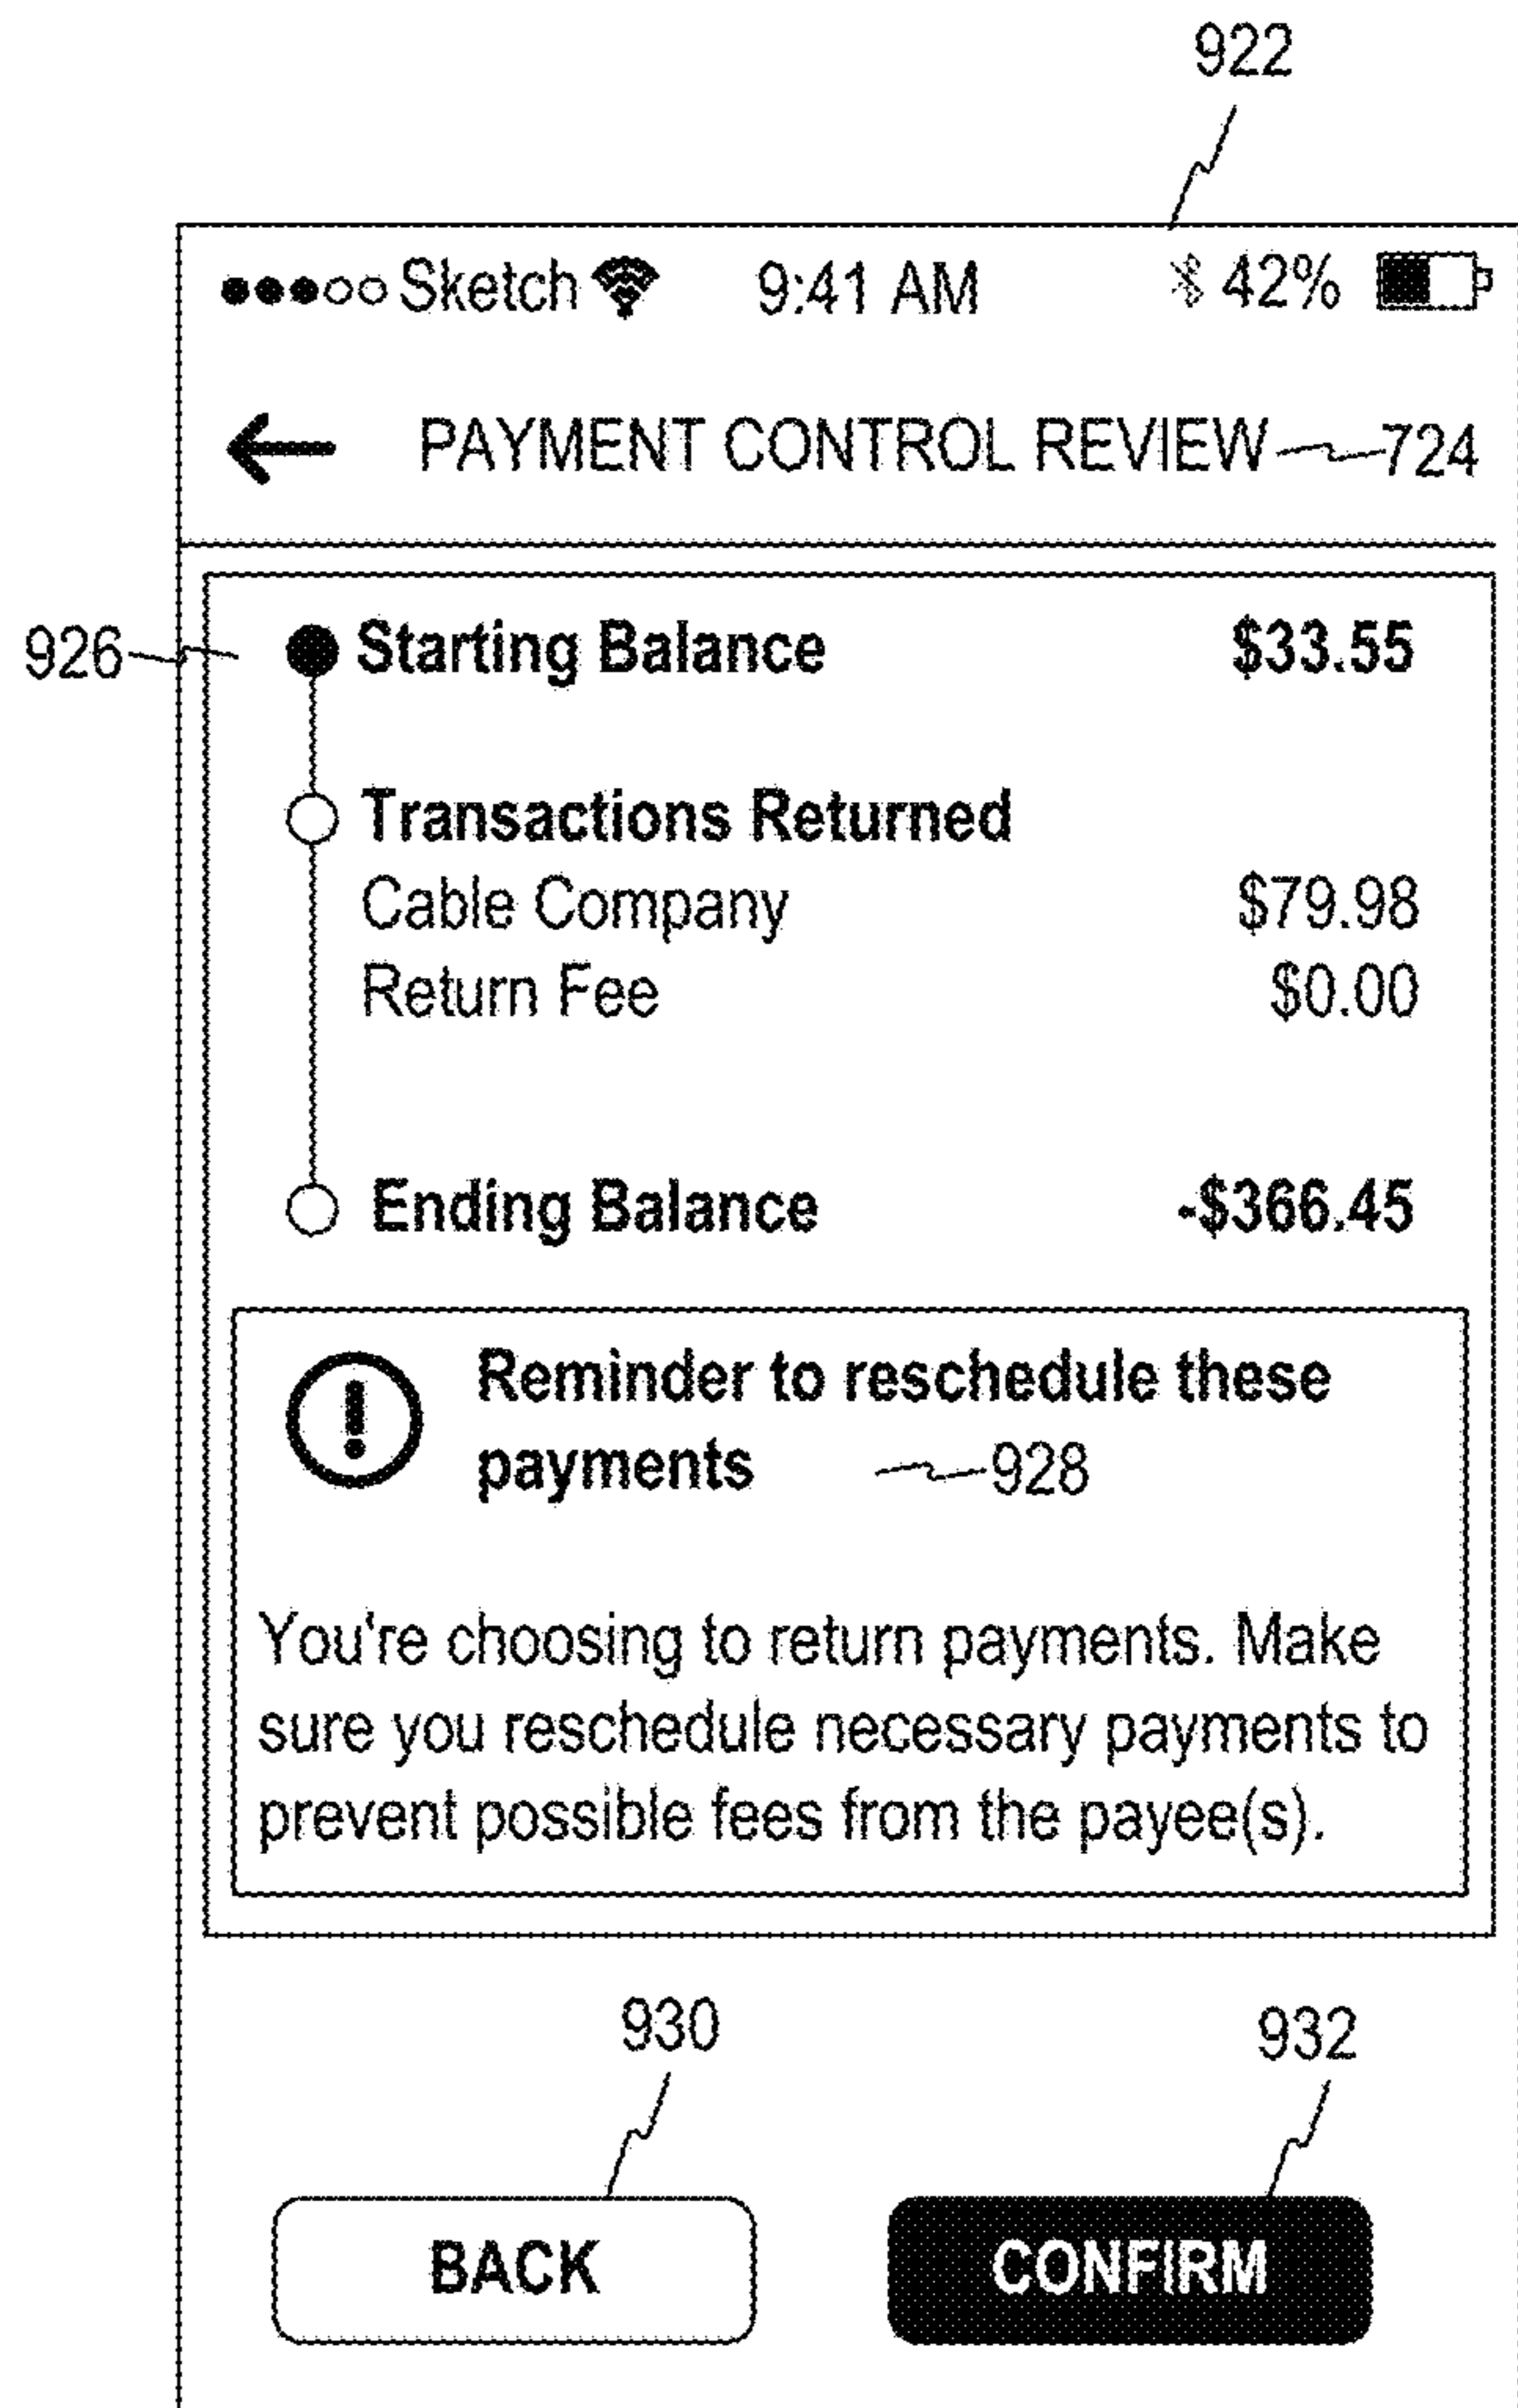 922
Sketch 9:41 AM 42%
PAYMENT CONTROL REVIEW 724
926 Starting Balance $33.55
Transactions Returned
Cable Company $79.98
Return Fee $0.00
Ending Balance -$366.45
Reminder to reschedule these
payments 928
You're choosing to return payments. Make
sure you reschedule necessary payments to
prevent possible fees from the payee(s).
930 932
BACK CONFIRM